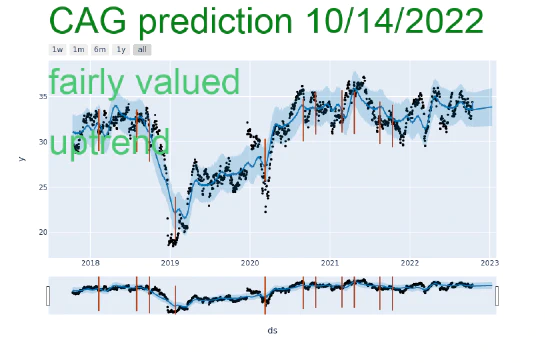 CAG prediction 10/14/2022
1w 1m 6m 1y all
fairly valued
35
uptrend
30
y
25
20
2018 2019 2020 2021 2022 2023
ds